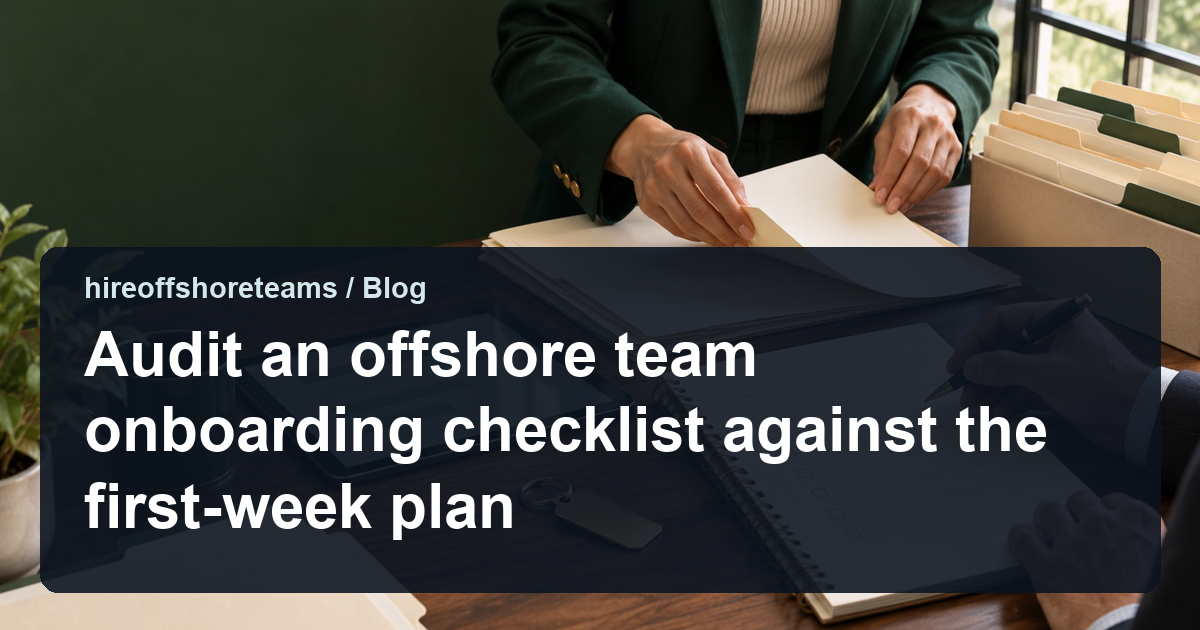 hireoffshoreteams / Blog
Audit an offshore team
onboarding checklist against the
first-week plan